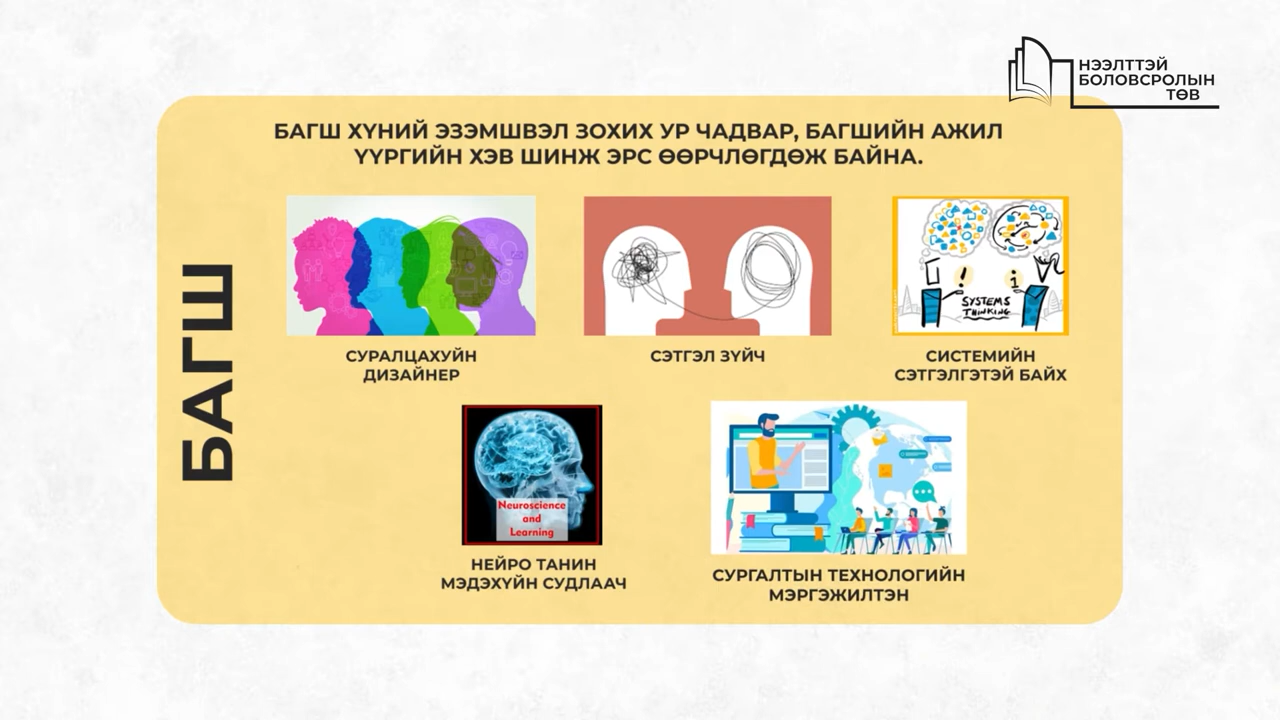 НЭЭЛТТЭЙ
БОЛОВСРОЛЫН
ТӨВ
БАГШ ХҮНИЙ ЭЗЭМШВЭЛ ЗОХИХ УР ЧАДВАР, БАГШИЙН АЖИЛ
ҮҮРГИЙН ХЭВ ШИНЖ ЭРС ӨӨРЧЛӨГДӨЖ БАЙНА.
БАГШ
СУРАЛЦАХУЙН
ДИЗАЙНЕР
СЭТГЭЛ ЗҮЙЧ
SYSTEMS
THINKING
СИСТЕМИЙН
СЭТГЭЛГЭТЭЙ БАЙХ
Neuroscience
and
Learning
НЕЙРО ТАНИН
МЭДЭХҮЙН СУДЛААЧ
СУРГАЛТЫН ТЕХНОЛОГИЙН
МЭРГЭЖИЛТЭН